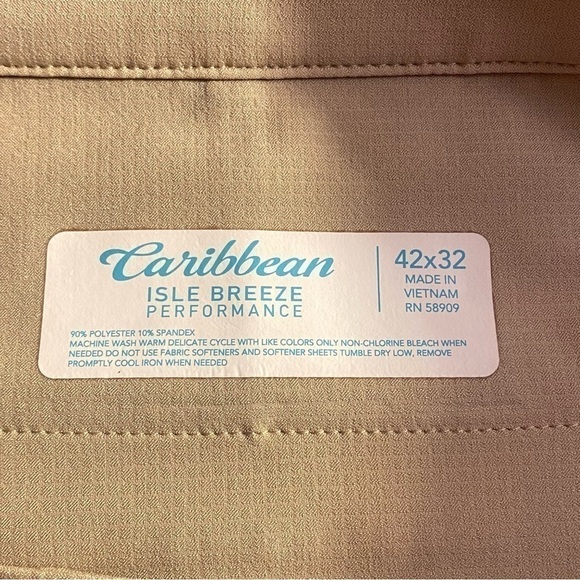 Caribbean
ISLE BREEZE
PERFORMANCE
42x32
MADE IN
VIETNAM
RN 58909
90% POLYESTER 10% SPANDEX
MACHINE WASH WARM DELICATE CYCLE WITH LIKE COLORS ONLY NON-CHLORINE BLEACH WHEN
NEEDED DO NOT USE FABRIC SOFTENERS AND SOFTENER SHEETS TUMBLE DRY LOW, REMOVE
PROMPTLY COOL IRON WHEN NEEDED